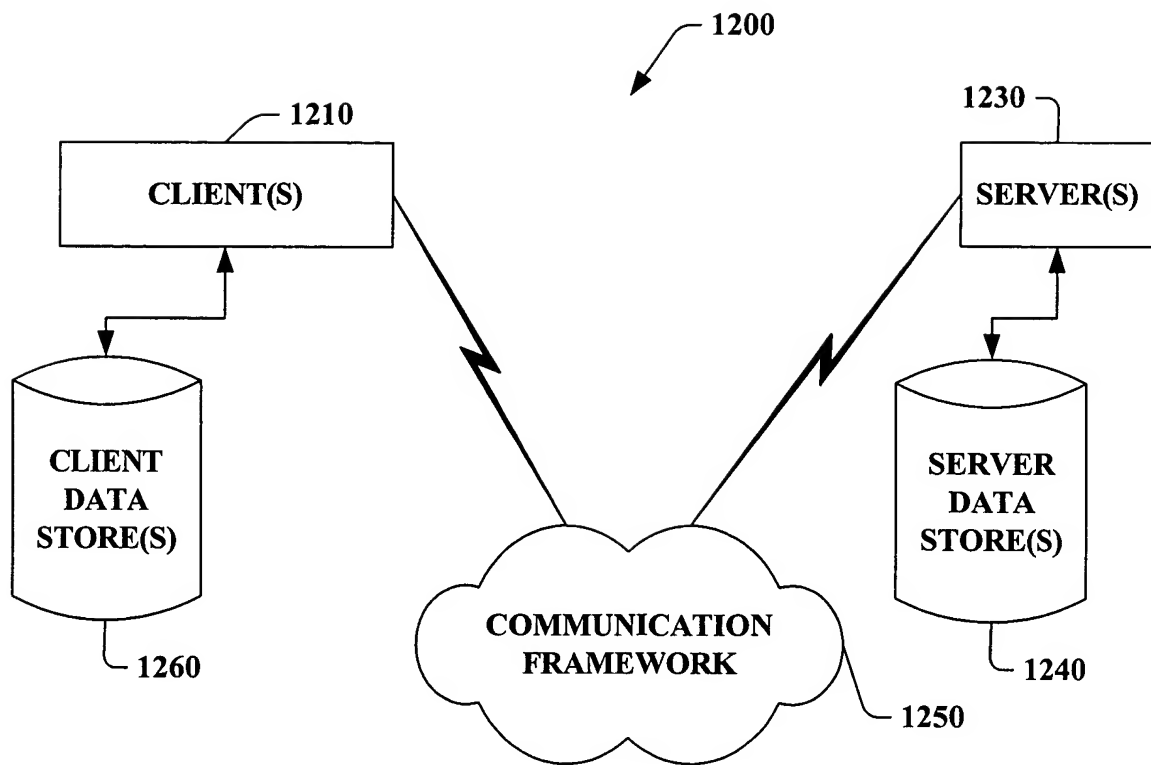 1200
1210
1230
CLIENT(S)
SERVER(S)
CLIENT
DATA
STORE(S)
SERVER
DATA
STORE(S)
COMMUNICATION
FRAMEWORK
1260
1240
1250